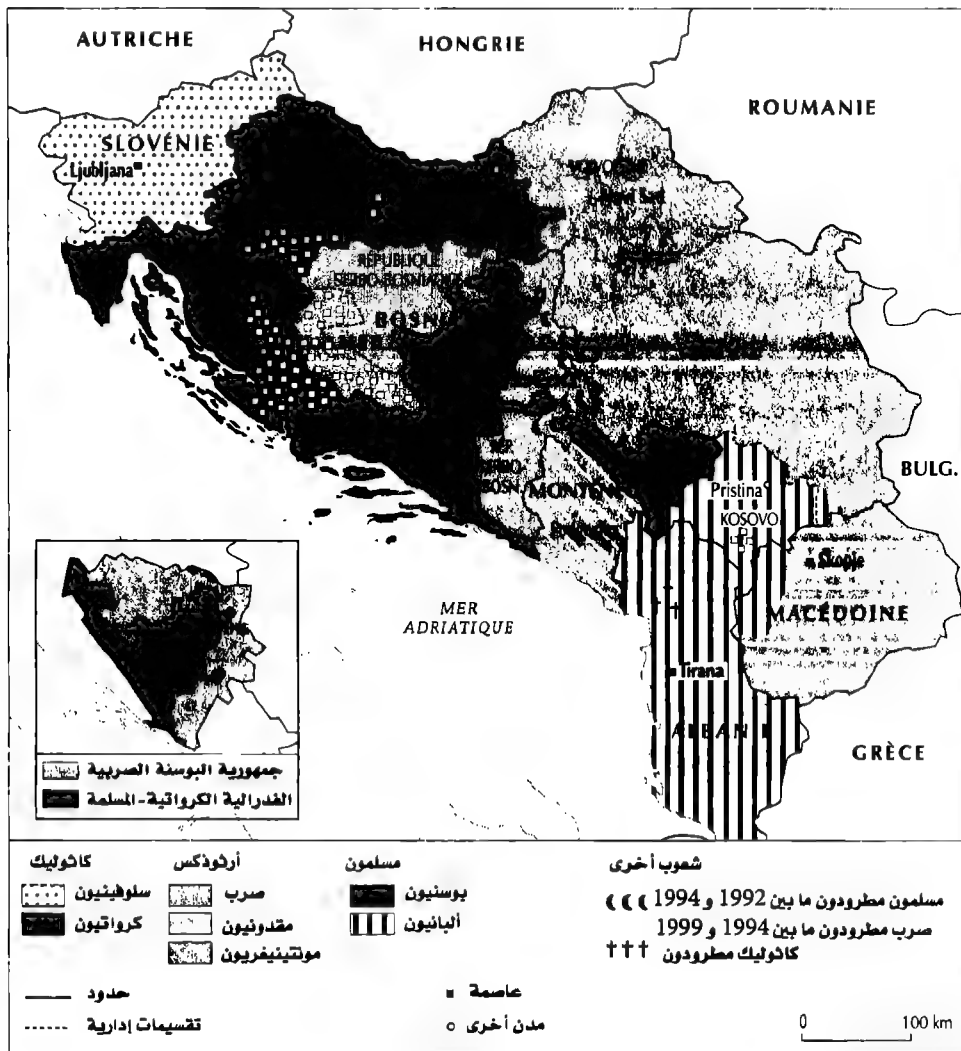 AUTRICHE
HONGRIE
ROUMANIE
SLOVÉNIE
Ljubljana
RÉPUBLIQUE
Pristina
KOSOVO
BULG.
Skopje
MACÉDOINE
MER
ADRIATIQUE
Tirana
GRÈCE
جمهورية البوسنة الصربية
الفدرالية الكرواتية-المسلمة
كاثوليك
سلوفينيون
كرواتيون
أرثوذكس
صرب
مقدونيون
مونتينيغريون
مسلمون
بوسنيون
ألبانيون
شعوب أخرى
مسلمون مطرودون ما بين 1992 و 1994
صرب مطرودون ما بين 1994 و 1999
كاثوليك مطرودون
حدود
تقسيمات إدارية
عاصمة
مدن أخرى
0 100 km